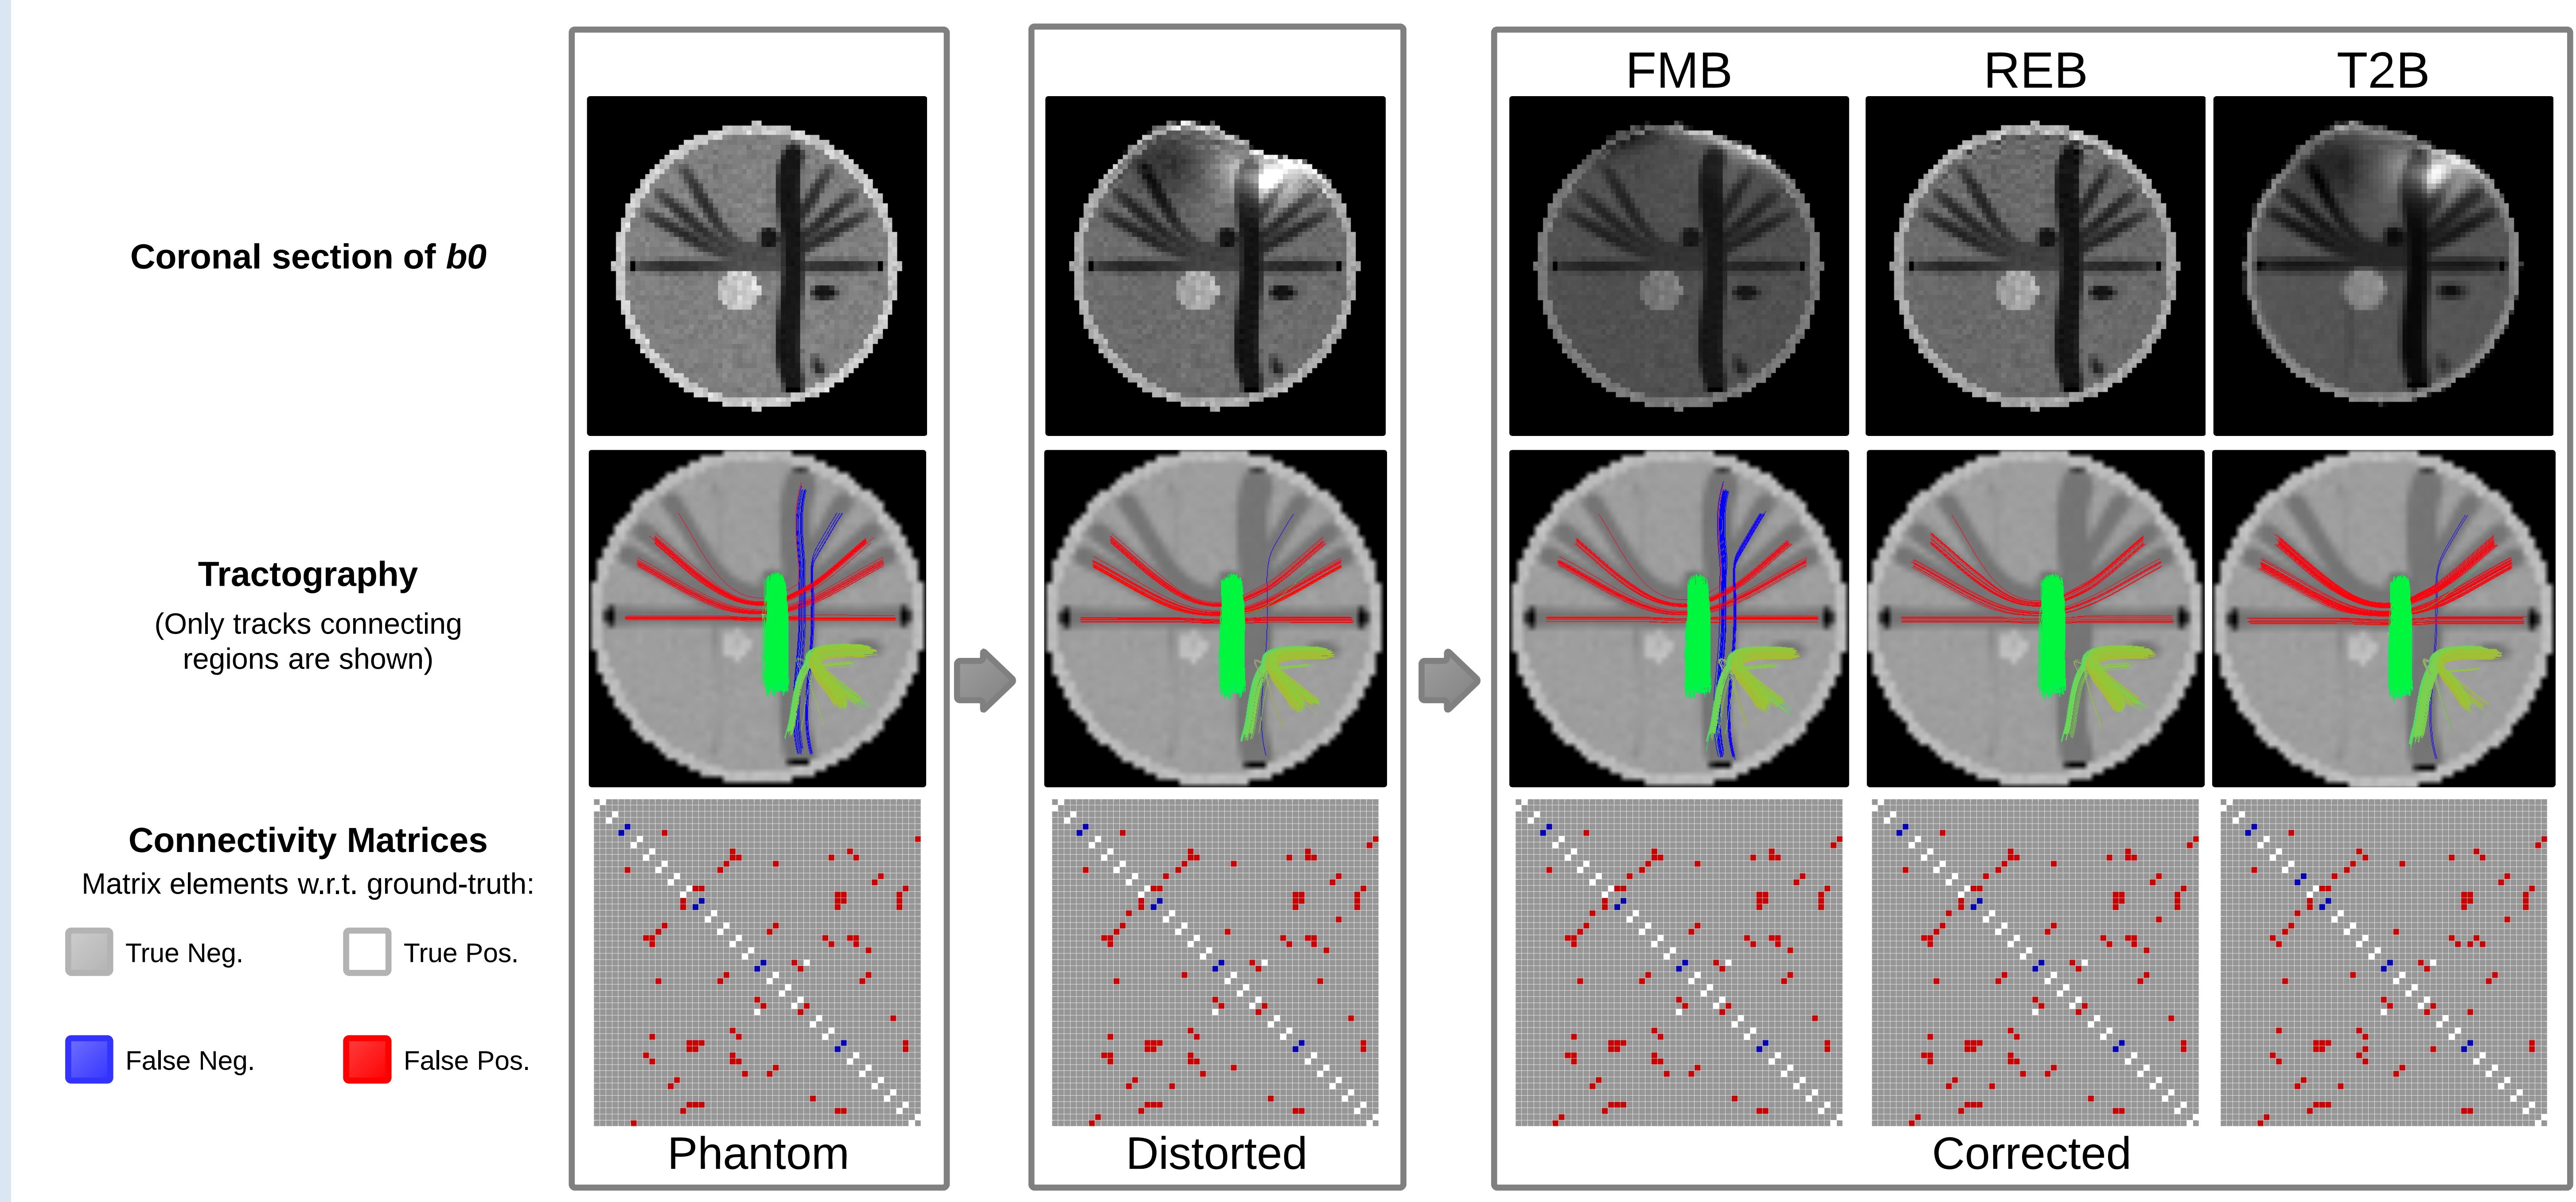 FMB REB T2B
Coronal section of b0
Tractography
(Only tracks connecting
regions are shown)
Connectivity Matrices
Matrix elements w.r.t. ground-truth:
True Neg. True Pos.
False Neg. False Pos.
Phantom Distorted Corrected